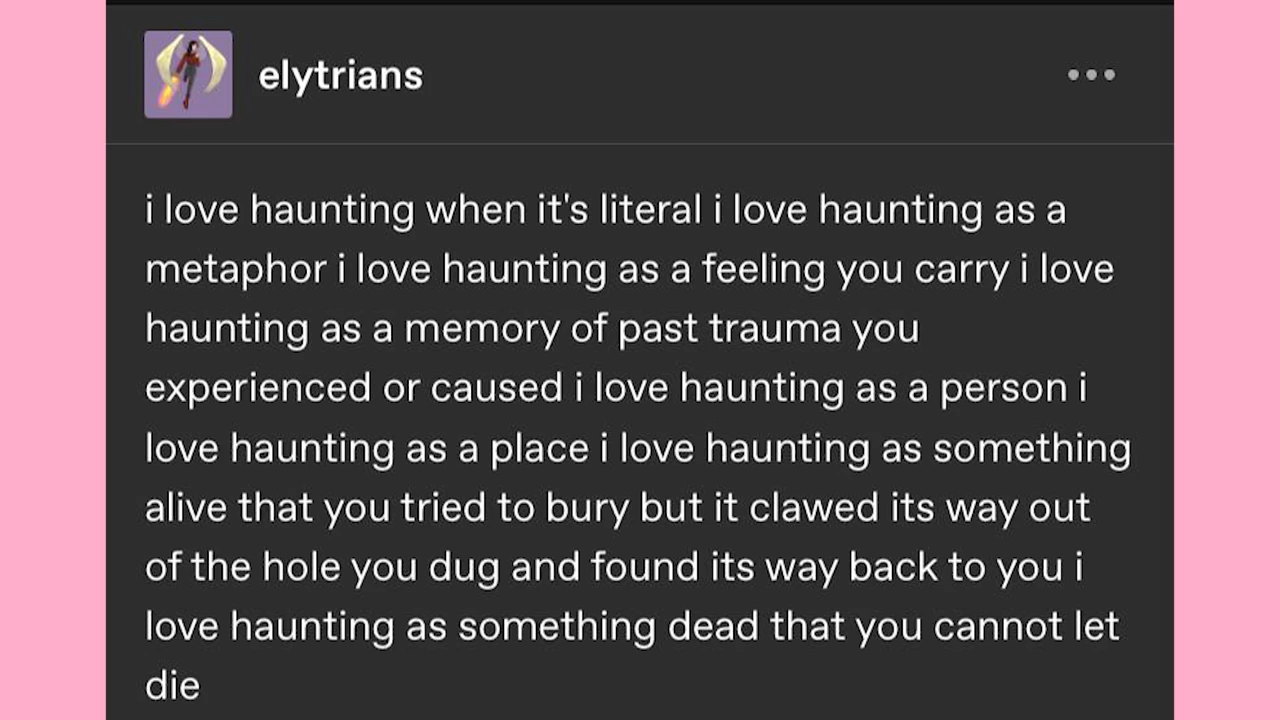 elytrians
i love haunting when it's literal i love haunting as a
metaphor i love haunting as a feeling you carry i love
haunting as a memory of past trauma you
experienced or caused i love haunting as a person i
love haunting as a place i love haunting as something
alive that you tried to bury but it clawed its way out
of the hole you dug and found its way back to you i
love haunting as something dead that you cannot let
die